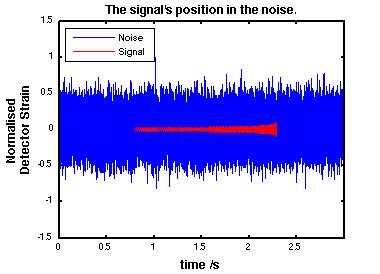 The signal's position in the noise.
Noise
Signal
Normalised
Detector Strain
1.5
1
0.5
0
-0.5
-1
-1.5
0 0.5 1 1.5 2 2.5
time /s